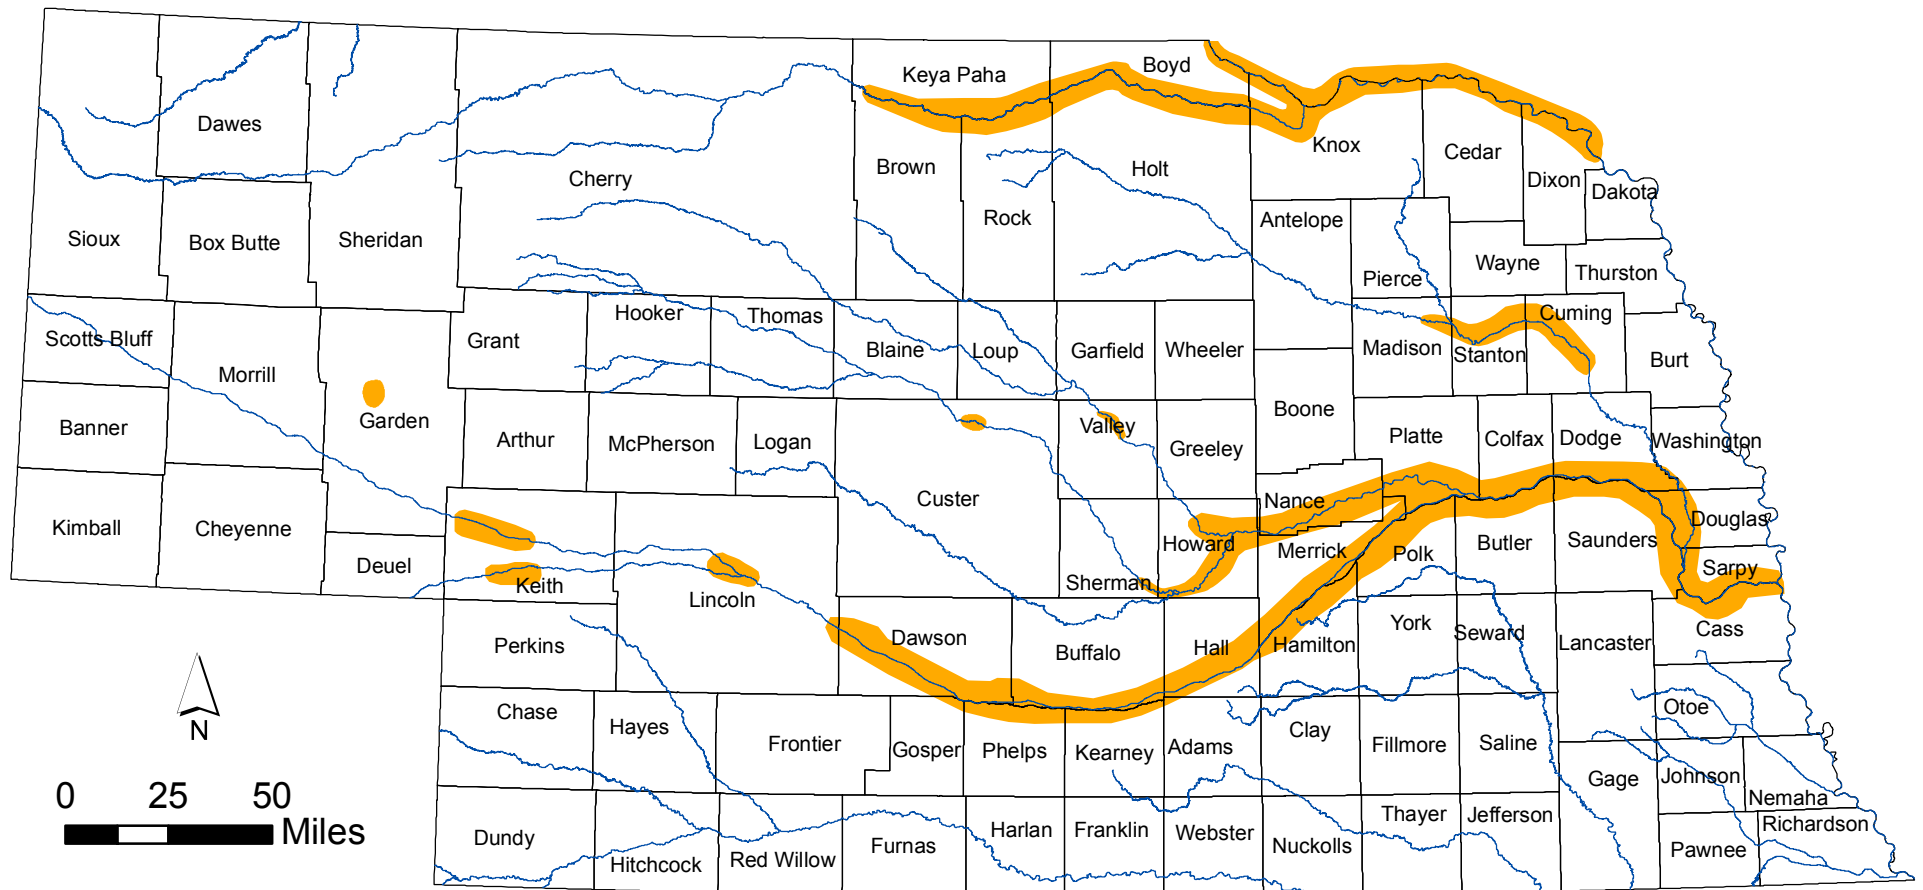 Keya Paha
Boyd
Dawes
Knox
Cedar
Brown
Holt
Cherry
Dixon
Dakota
Rock
Antelope
Sioux
Box Butte
Sheridan
Wayne
Thurston
Pierce
Hooker
Thomas
Cuming
Scotts Bluff
Grant
Blaine
Loup
Garfield
Wheeler
Madison
Stanton
Burt
Morrill
Boone
Garden
Banner
Arthur
McPherson
Logan
Valley
Greeley
Platte
Colfax
Dodge
Washington
Custer
Nance
Kimball
Cheyenne
Douglas
Howard
Merrick
Polk
Butler
Saunders
Deuel
Keith
Sherman
Sarpy
Lincoln
Dawson
Buffalo
Hall
Hamilton
York
Seward
Lancaster
Cass
Perkins
N
Chase
Hayes
Frontier
Gosper
Phelps
Kearney
Adams
Clay
Fillmore
Saline
Otoe
Gage
Johnson
Nemaha
0 25 50
Miles
Dundy
Hitchcock
Red Willow
Furnas
Harlan
Franklin
Webster
Nuckolls
Thayer
Jefferson
Pawnee
Richardson